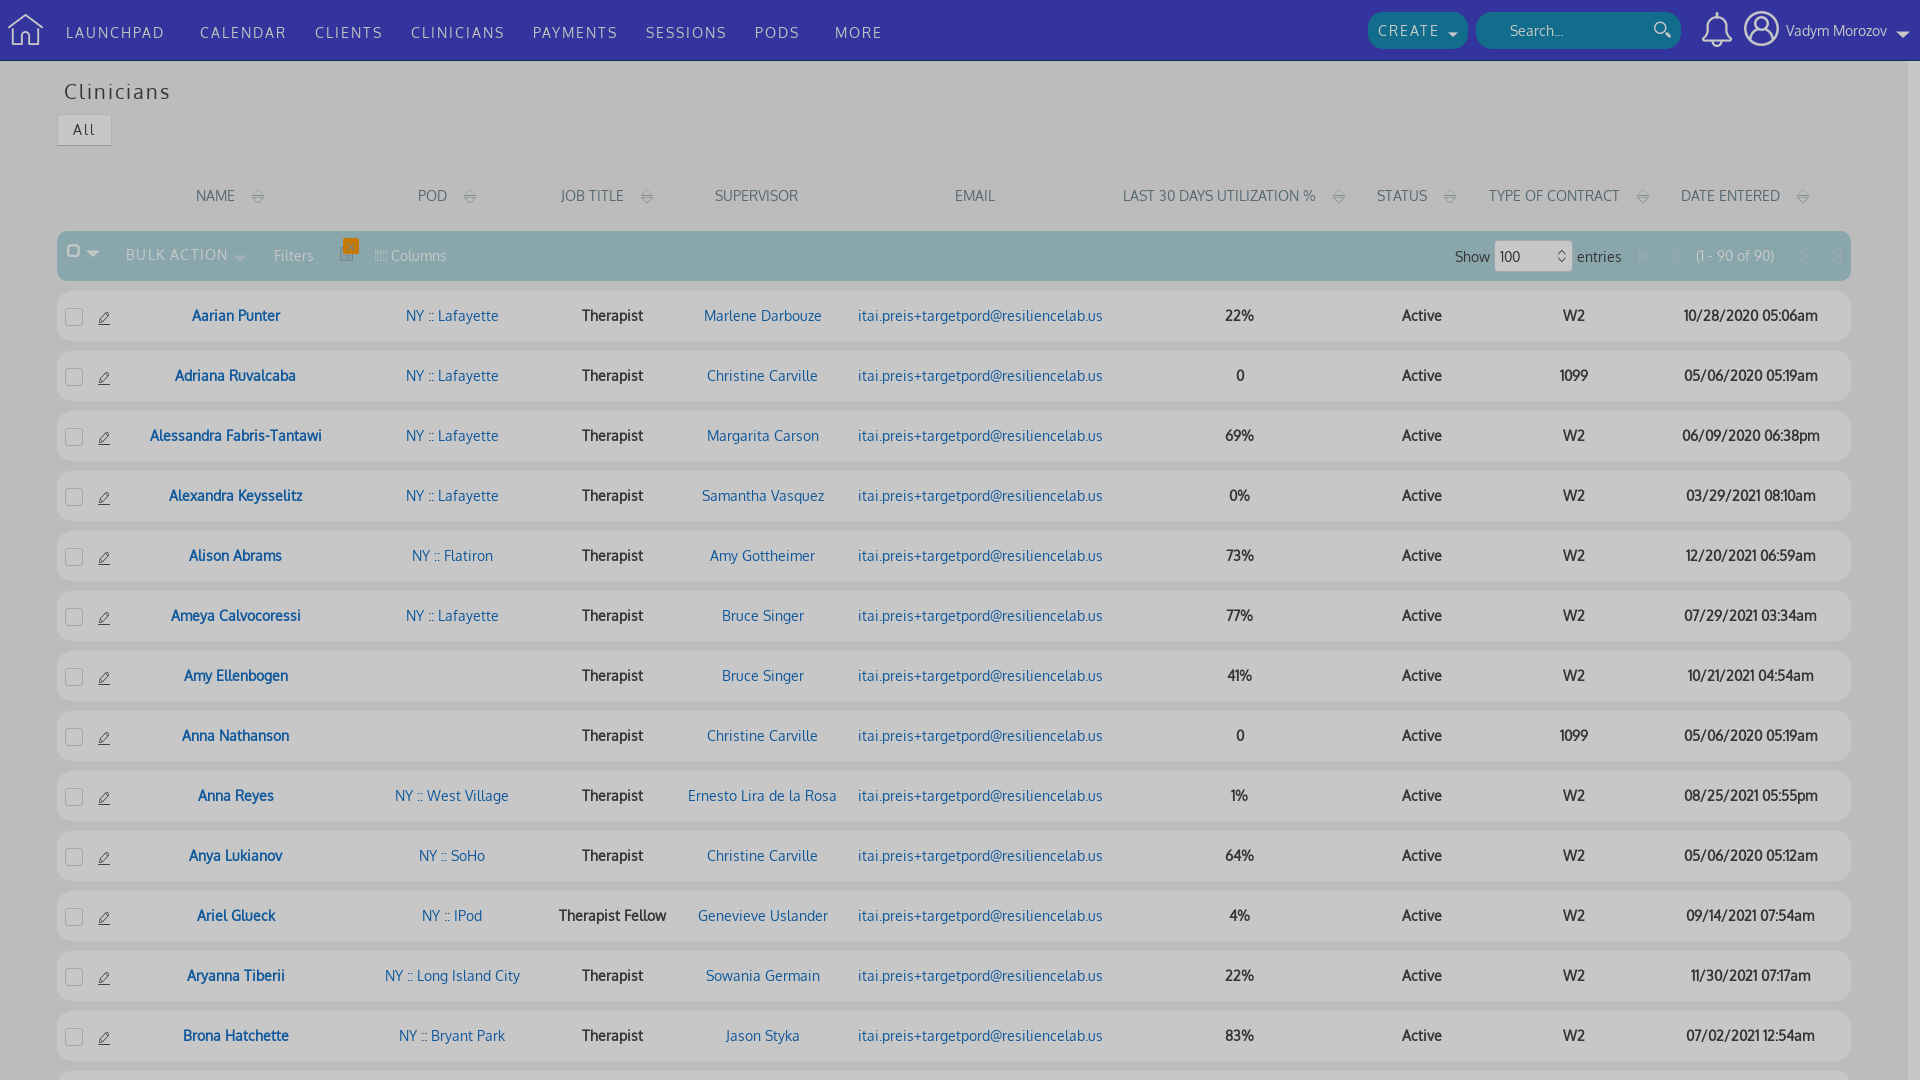 LAUNCHPAD CALENDAR CLIENTS CLINICIANS PAYMENTS SESSIONS PODS MORE CREATE Search... Vadym Morozov
Clinicians
All
NAME POD JOB TITLE SUPERVISOR EMAIL LAST 30 DAYS UTILIZATION % STATUS TYPE OF CONTRACT DATE ENTERED
BULK ACTION Filters Columns Show 100 entries (1 - 90 of 90)
Aarian Punter NY :: Lafayette Therapist Marlene Darbouze itai.preis+targetpord@resiliencelab.us 22% Active W2 10/28/2020 05:06am
Adriana Ruvalcaba NY :: Lafayette Therapist Christine Carville itai.preis+targetpord@resiliencelab.us 0 Active 1099 05/06/2020 05:19am
Alessandra Fabris-Tantawi NY :: Lafayette Therapist Margarita Carson itai.preis+targetpord@resiliencelab.us 69% Active W2 06/09/2020 06:38pm
Alexandra Keysselitz NY :: Lafayette Therapist Samantha Vasquez itai.preis+targetpord@resiliencelab.us 0% Active W2 03/29/2021 08:10am
Alison Abrams NY :: Flatiron Therapist Amy Gottheimer itai.preis+targetpord@resiliencelab.us 73% Active W2 12/20/2021 06:59am
Ameya Calvocoressi NY :: Lafayette Therapist Bruce Singer itai.preis+targetpord@resiliencelab.us 77% Active W2 07/29/2021 03:34am
Amy Ellenbogen Therapist Bruce Singer itai.preis+targetpord@resiliencelab.us 41% Active W2 10/21/2021 04:54am
Anna Nathanson Therapist Christine Carville itai.preis+targetpord@resiliencelab.us 0 Active 1099 05/06/2020 05:19am
Anna Reyes NY :: West Village Therapist Ernesto Lira de la Rosa itai.preis+targetpord@resiliencelab.us 1% Active W2 08/25/2021 05:55pm
Anya Lukianov NY :: SoHo Therapist Christine Carville itai.preis+targetpord@resiliencelab.us 64% Active W2 05/06/2020 05:12am
Ariel Glueck NY :: IPod Therapist Fellow Genevieve Uslander itai.preis+targetpord@resiliencelab.us 4% Active W2 09/14/2021 07:54am
Aryanna Tiberii NY :: Long Island City Therapist Sowania Germain itai.preis+targetpord@resiliencelab.us 22% Active W2 11/30/2021 07:17am
Brona Hatchette NY :: Bryant Park Therapist Jason Styka itai.preis+targetpord@resiliencelab.us 83% Active W2 07/02/2021 12:54am